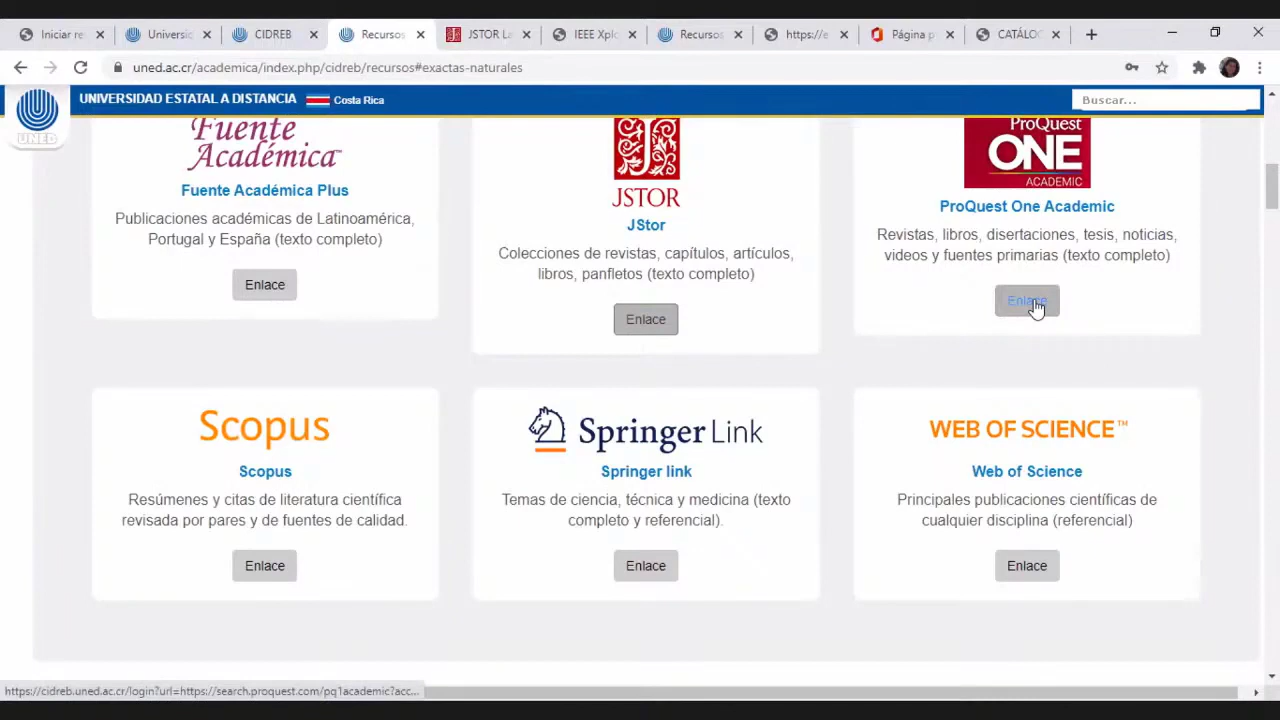 Iniciar re
Universic
CIDREB
Recursos
JSTOR La
IEEE Xplo
Recursos
https://e
Página p
CATÁLOG
uned.ac.cr/academica/index.php/cidreb/recursos#exactas-naturales
UNED
UNIVERSIDAD ESTATAL A DISTANCIA
Costa Rica
Buscar...
Fuente
Académica
Fuente Académica Plus
Publicaciones académicas de Latinoamérica,
Portugal y España (texto completo)
Enlace
J
JSTOR
JStor
Colecciones de revistas, capítulos, artículos,
libros, panfletos (texto completo)
Enlace
ProQuest
ONE
ACADEMIC
ProQuest One Academic
Revistas, libros, disertaciones, tesis, noticias,
videos y fuentes primarias (texto completo)
Enlace
Scopus
Scopus
Resúmenes y citas de literatura científica
revisada por pares y de fuentes de calidad.
Enlace
Springer Link
Springer link
Temas de ciencia, técnica y medicina (texto
completo y referencial).
Enlace
WEB OF SCIENCE™
Web of Science
Principales publicaciones científicas de
cualquier disciplina (referencial)
Enlace
https://cidreb.uned.ac.cr/login?url=https://search.proquest.com/pq1academic?acc...